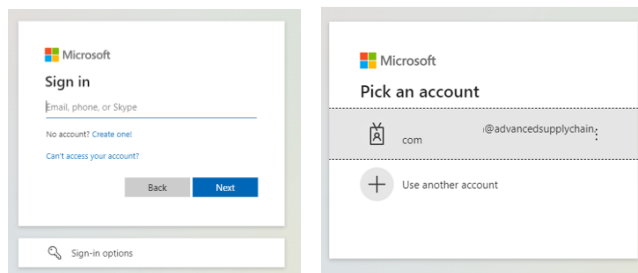 Microsoft
Sign in
Email, phone, or Skype
No account? Create one!
Can't access your account?
Back
Next
Sign-in options
Microsoft
Pick an account
@advancedsupplychain.
com
Use another account